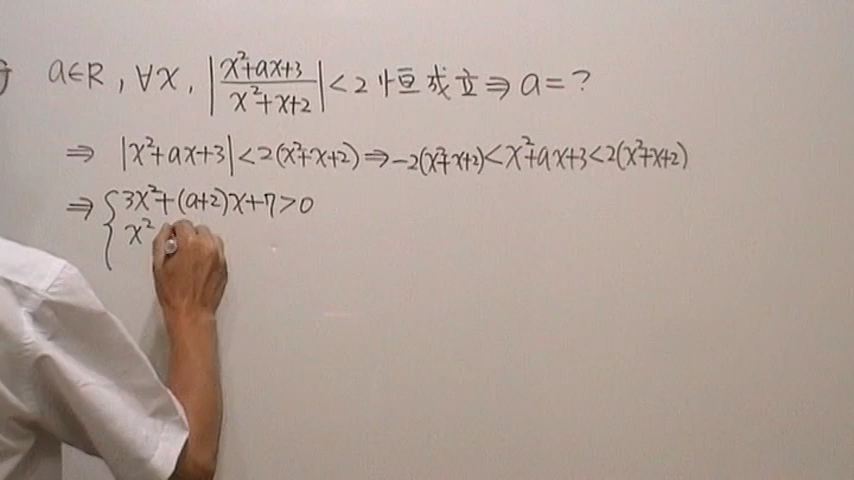 a∈R, ∀x, |x²+ax+3 / x²+x+2| < 2 恒成立 ⇒ a = ?
⇒ |x²+ax+3| < 2(x²+x+2) ⇒ -2(x²+x+2) < x²+ax+3 < 2(x²+x+2)
⇒ { 3x²+(a+2)x+7>0
x²